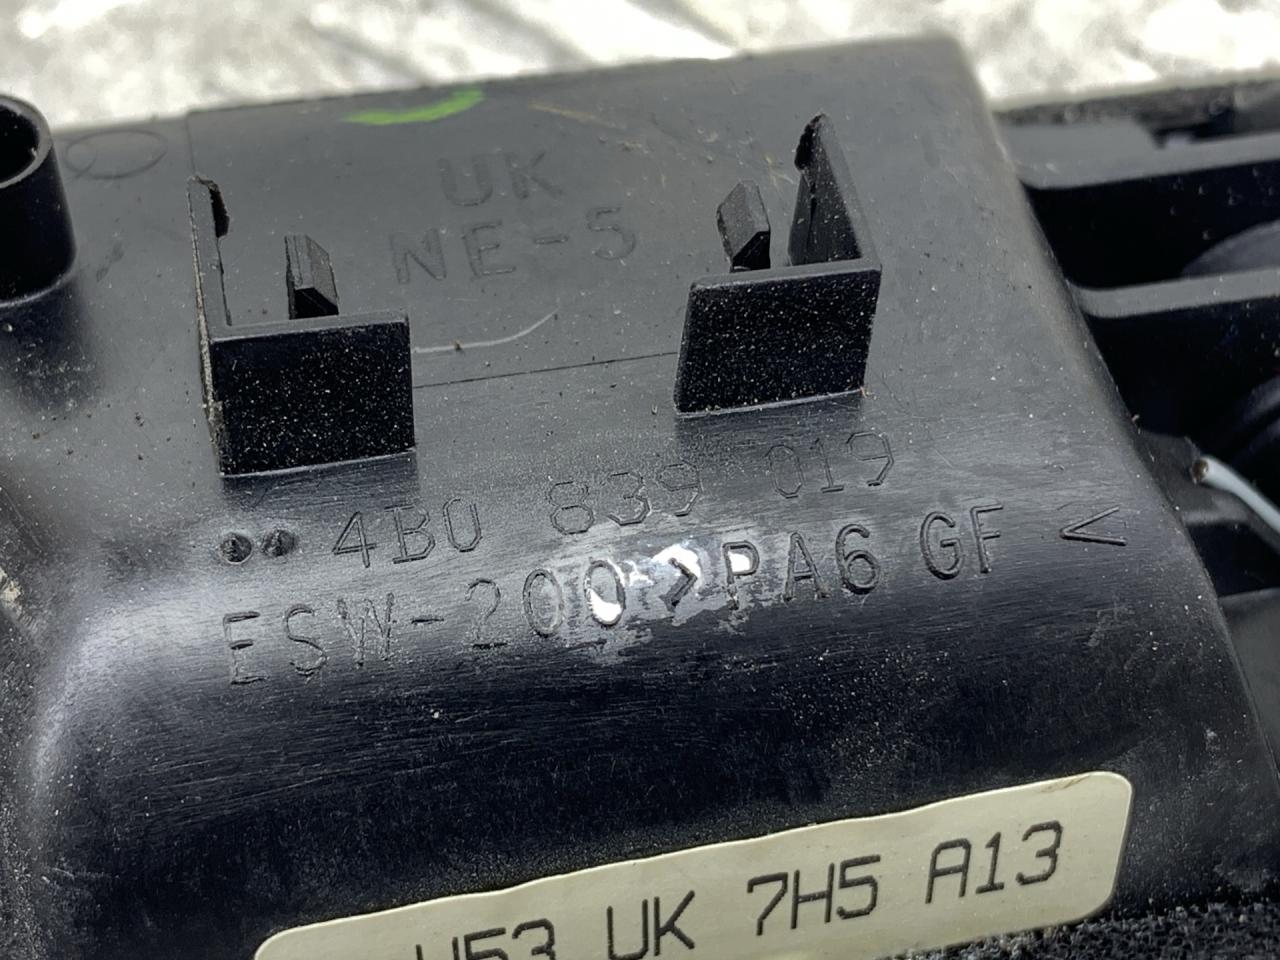 UK
NE-5
4B0 839 019
ESW-200 >PA6 GF<
U53 UK 7H5 A13